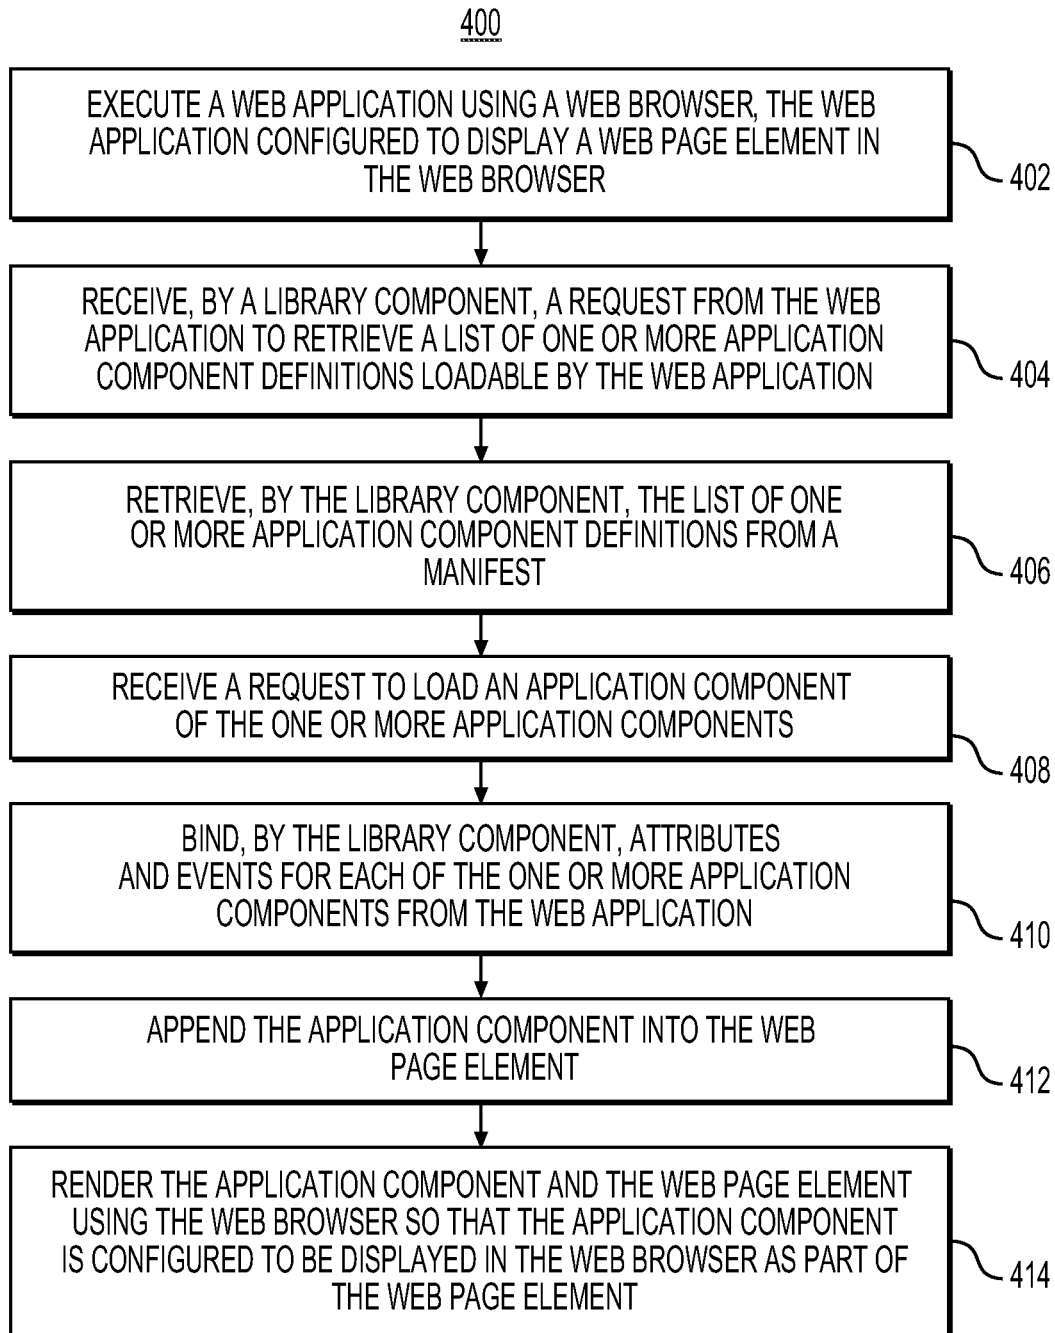 400
EXECUTE A WEB APPLICATION USING A WEB BROWSER, THE WEB
APPLICATION CONFIGURED TO DISPLAY A WEB PAGE ELEMENT IN
THE WEB BROWSER
402
RECEIVE, BY A LIBRARY COMPONENT, A REQUEST FROM THE WEB
APPLICATION TO RETRIEVE A LIST OF ONE OR MORE APPLICATION
COMPONENT DEFINITIONS LOADABLE BY THE WEB APPLICATION
404
RETRIEVE, BY THE LIBRARY COMPONENT, THE LIST OF ONE
OR MORE APPLICATION COMPONENT DEFINITIONS FROM A
MANIFEST
406
RECEIVE A REQUEST TO LOAD AN APPLICATION COMPONENT
OF THE ONE OR MORE APPLICATION COMPONENTS
408
BIND, BY THE LIBRARY COMPONENT, ATTRIBUTES
AND EVENTS FOR EACH OF THE ONE OR MORE APPLICATION
COMPONENTS FROM THE WEB APPLICATION
410
APPEND THE APPLICATION COMPONENT INTO THE WEB
PAGE ELEMENT
412
RENDER THE APPLICATION COMPONENT AND THE WEB PAGE ELEMENT
USING THE WEB BROWSER SO THAT THE APPLICATION COMPONENT
IS CONFIGURED TO BE DISPLAYED IN THE WEB BROWSER AS PART OF
THE WEB PAGE ELEMENT
414